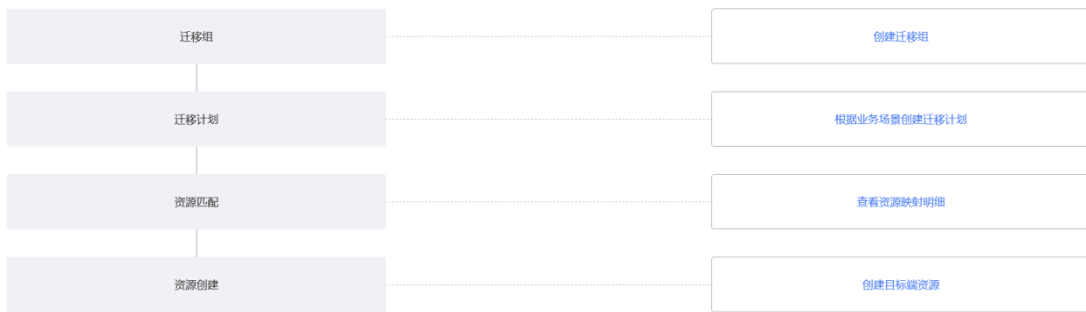 迁移组
创建迁移组
迁移计划
根据业务场景创建迁移计划
资源匹配
查看资源映射明细
资源创建
创建目标端资源